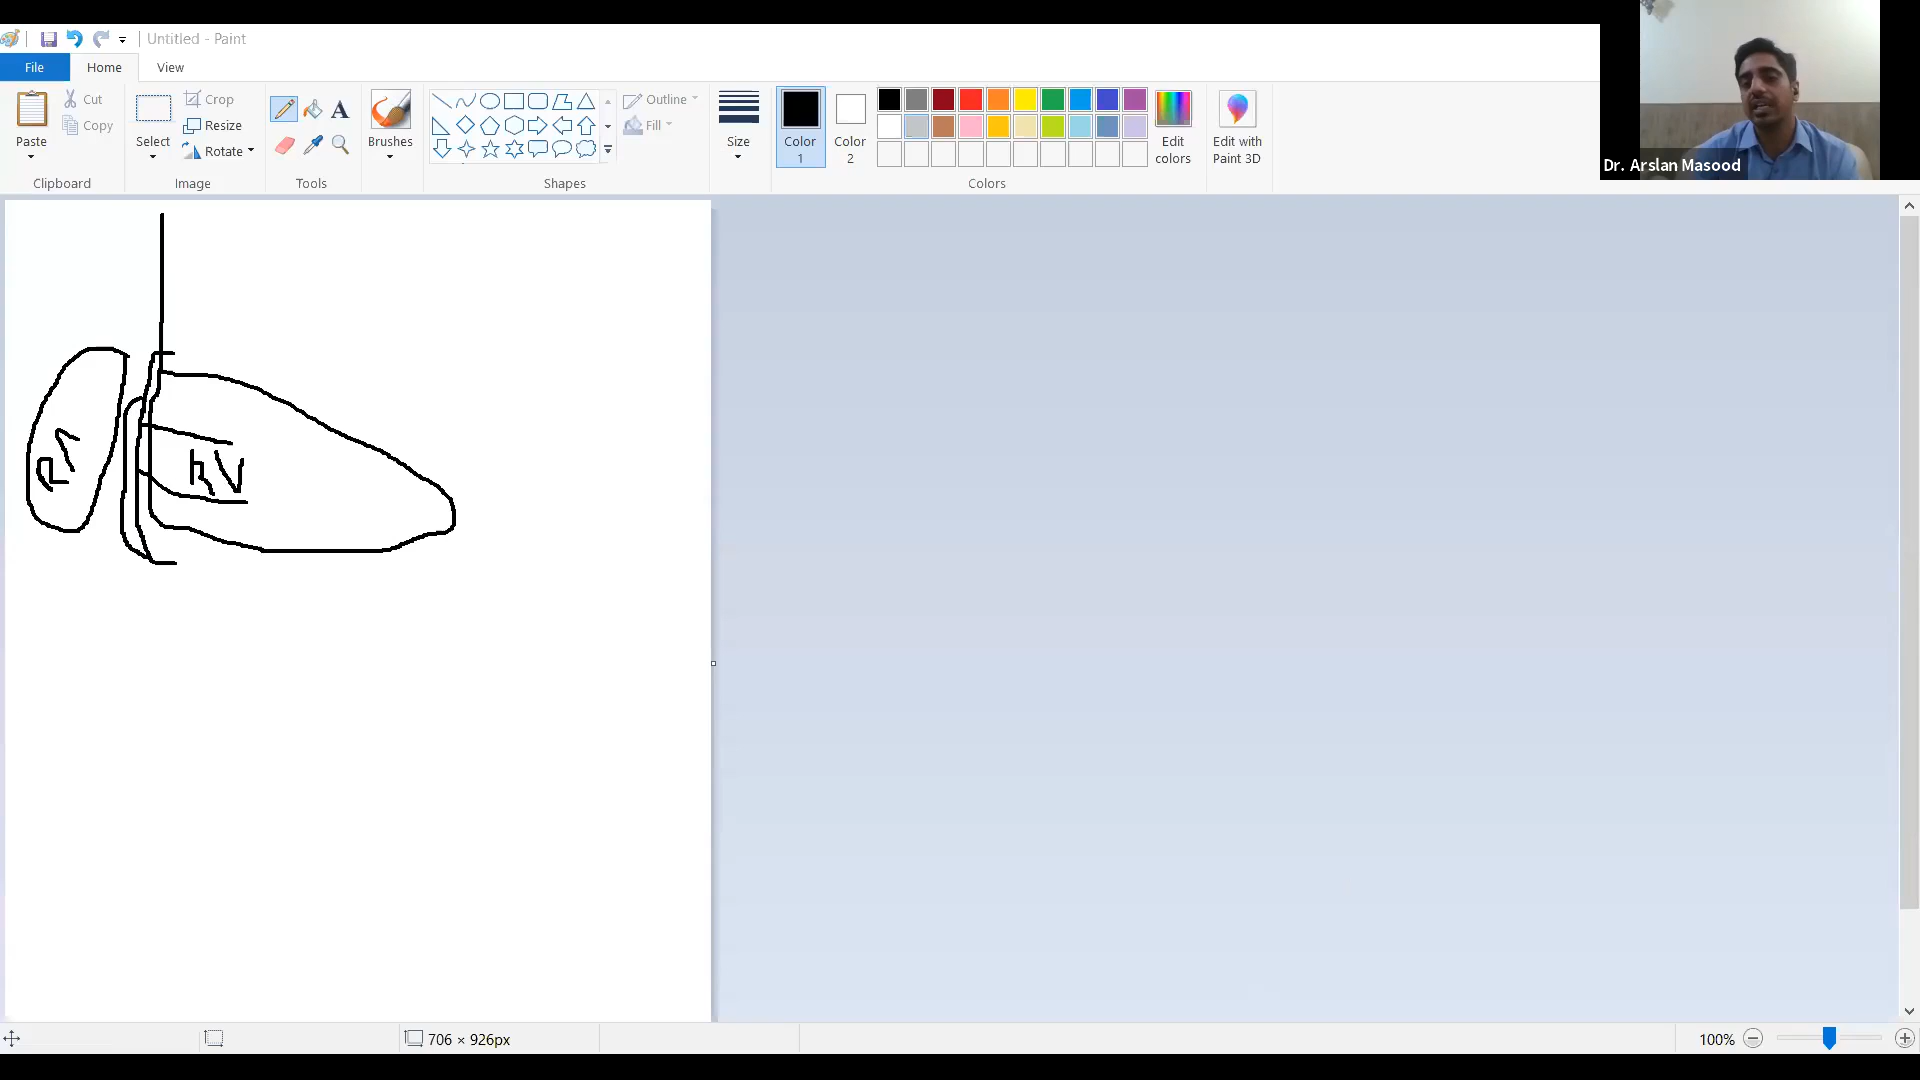 Untitled - Paint
File
Home
View
Cut
Copy
Paste
Clipboard
Crop
Resize
Rotate
Select
Image
A
Tools
Brushes
Outline
Fill
Shapes
Size
Color 1
Color 2
Edit colors
Edit with Paint 3D
Colors
Dr. Arslan Masood
RV
706 × 926px
100%